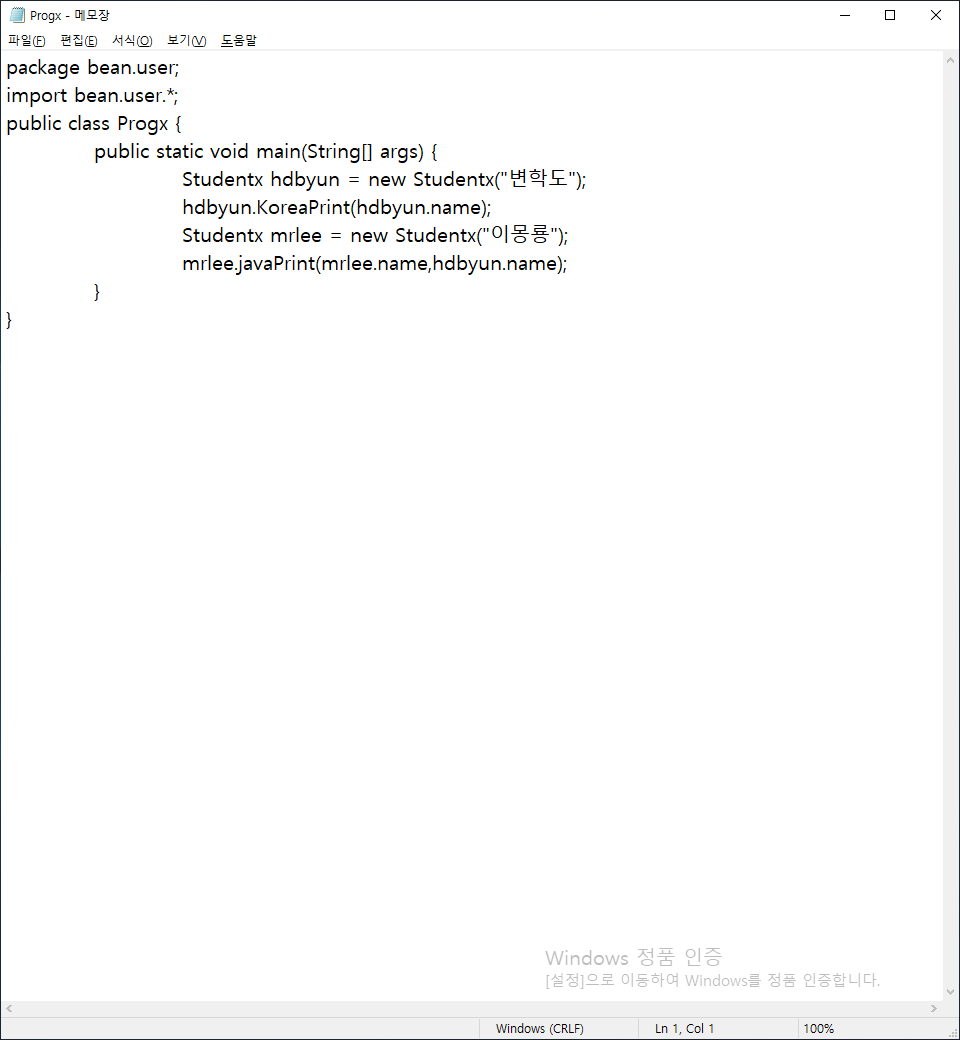 Progx - 메모장
파일(F) 편집(E) 서식(O) 보기(V) 도움말
package bean.user;
import bean.user.*;
public class Progx {
public static void main(String[] args) {
Studentx hdbyun = new Studentx("변학도");
hdbyun.KoreaPrint(hdbyun.name);
Studentx mrlee = new Studentx("이몽룡");
mrlee.javaPrint(mrlee.name,hdbyun.name);
}
}
Windows 정품 인증
[설정]으로 이동하여 Windows를 정품 인증합니다.
Windows (CRLF) Ln 1, Col 1 100%